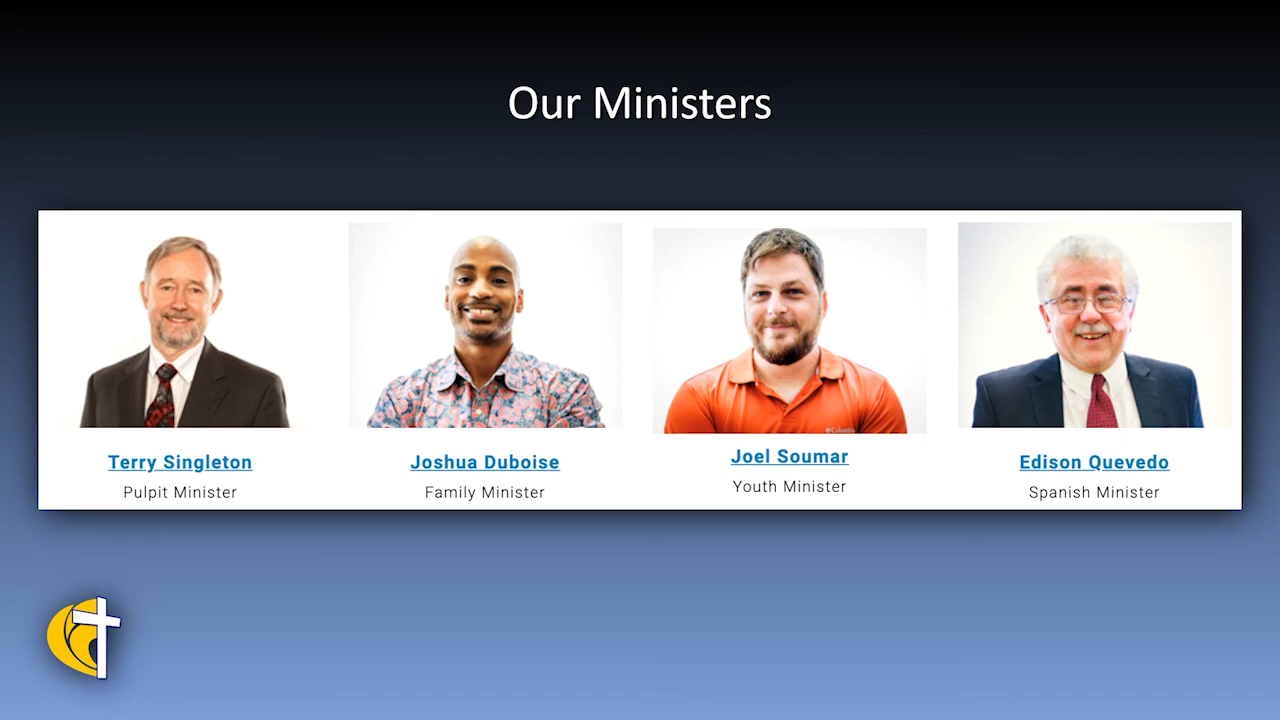 Our Ministers
Terry Singleton
Pulpit Minister
Joshua Duboise
Family Minister
Joel Soumar
Youth Minister
Edison Quevedo
Spanish Minister